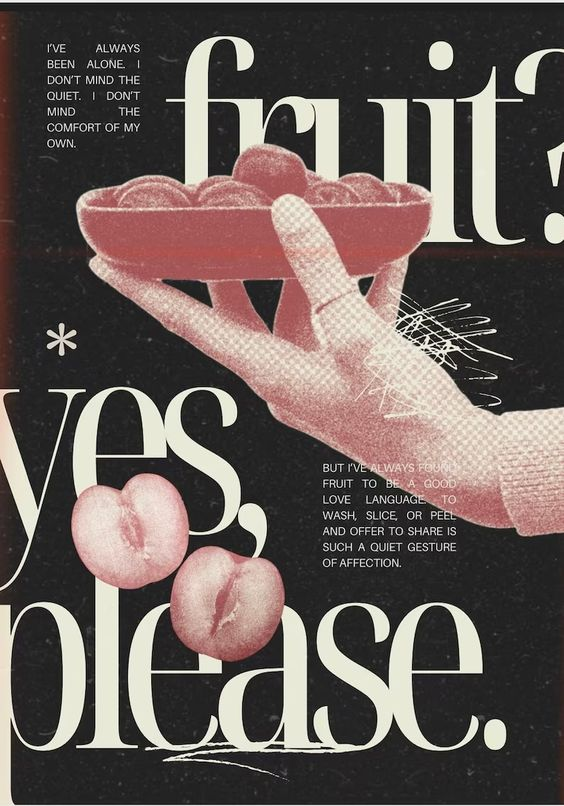 I'VE ALWAYS
BEEN ALONE. I
DON'T MIND THE
QUIET. I DON'T
MIND THE
COMFORT OF MY
OWN.
fruit?
*
yes,
BUT I'VE ALWAYS FOUND
FRUIT TO BE A GOOD
LOVE LANGUAGE TO
WASH, SLICE, OR PEEL
AND OFFER TO SHARE IS
SUCH A QUIET GESTURE
OF AFFECTION.
please.